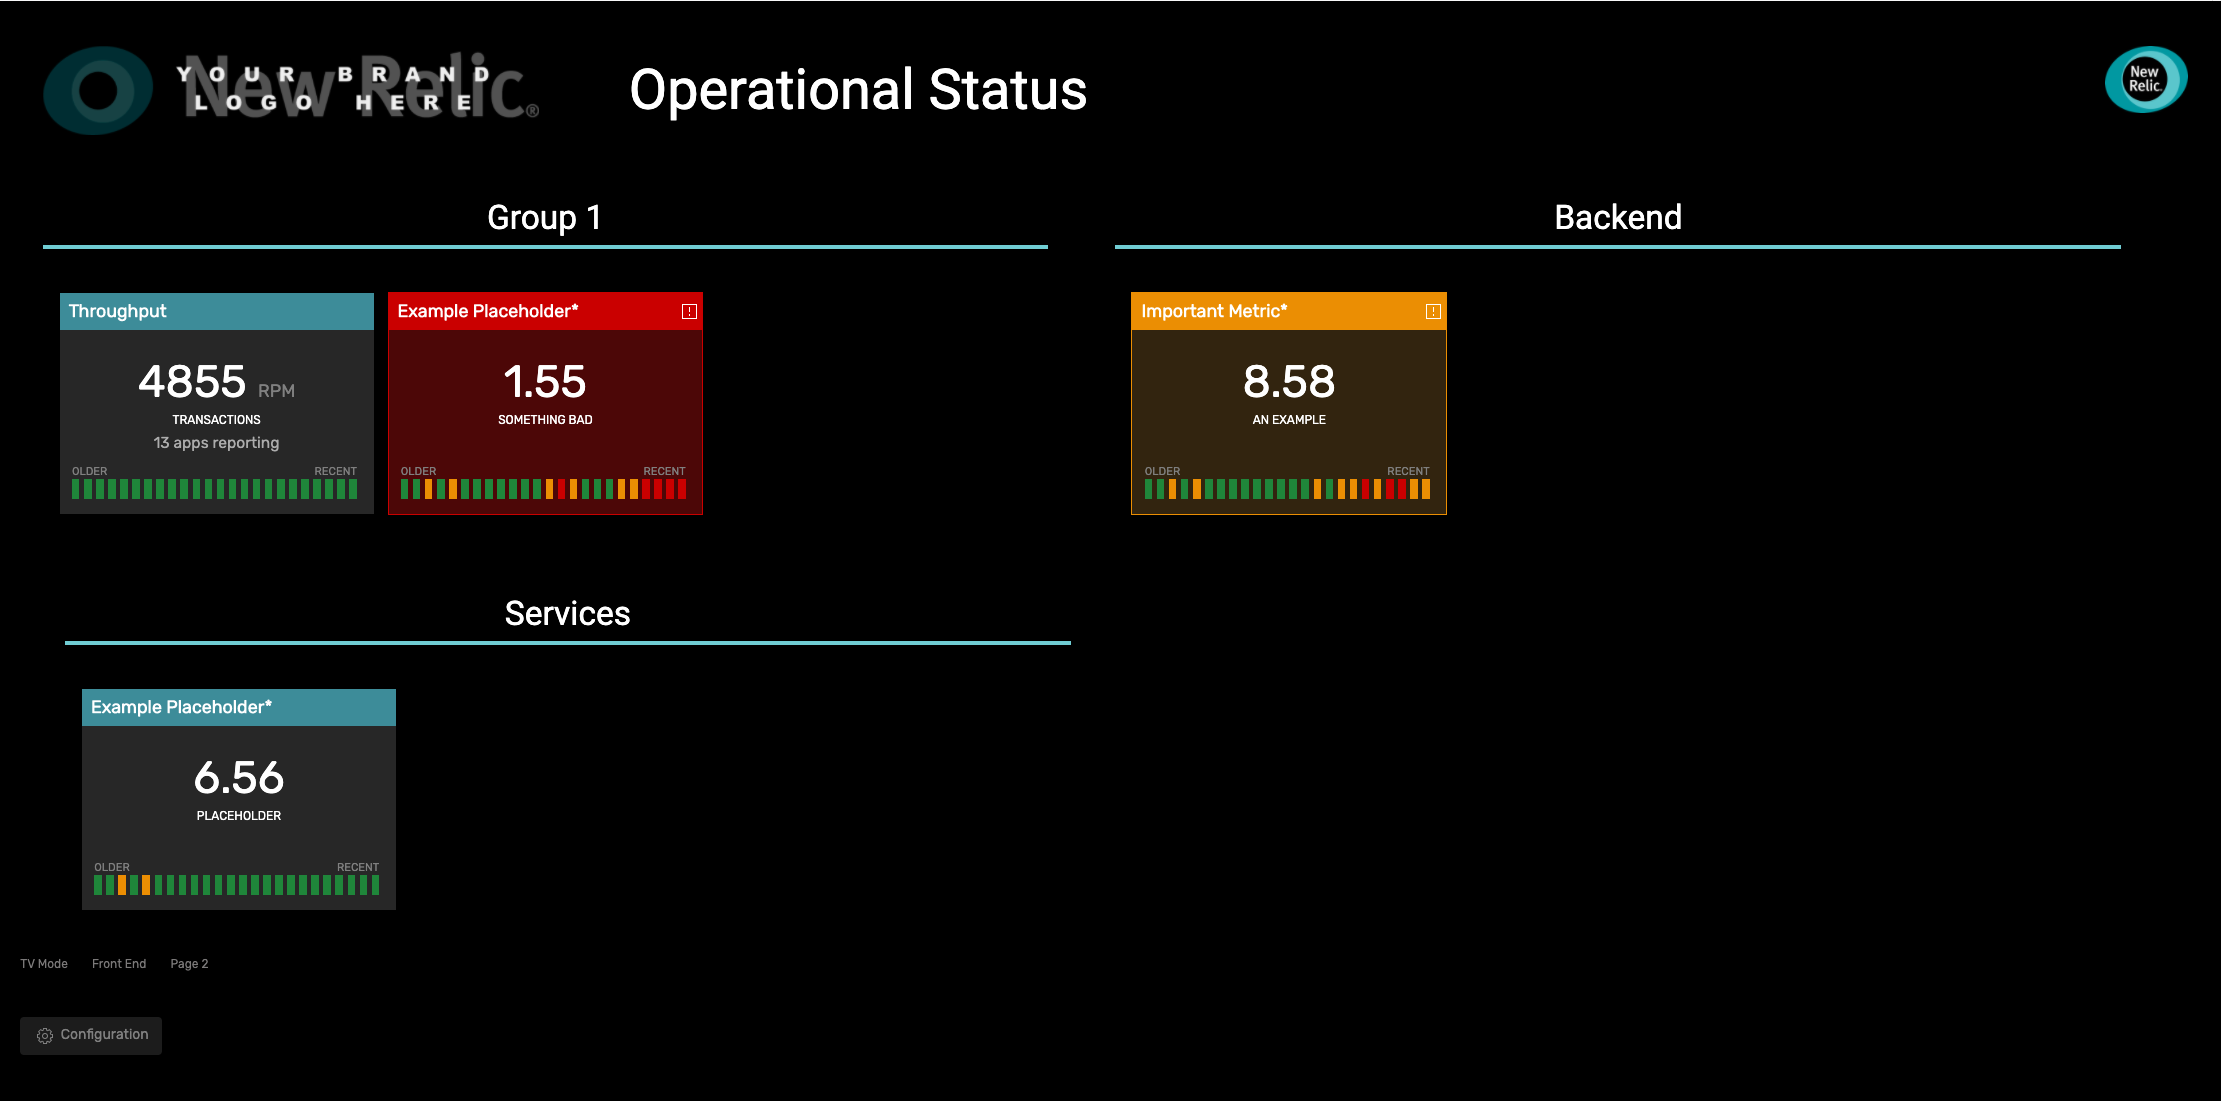 New Relic®
YOUR BRAND
LOGO HERE
Operational Status
New
Relic.
Group 1
Backend
Throughput
4855 RPM
TRANSACTIONS
13 apps reporting
OLDER RECENT
Example Placeholder*
1.55
SOMETHING BAD
OLDER RECENT
Important Metric*
8.58
AN EXAMPLE
OLDER RECENT
Services
Example Placeholder*
6.56
PLACEHOLDER
OLDER RECENT
TV Mode Front End Page 2
Configuration